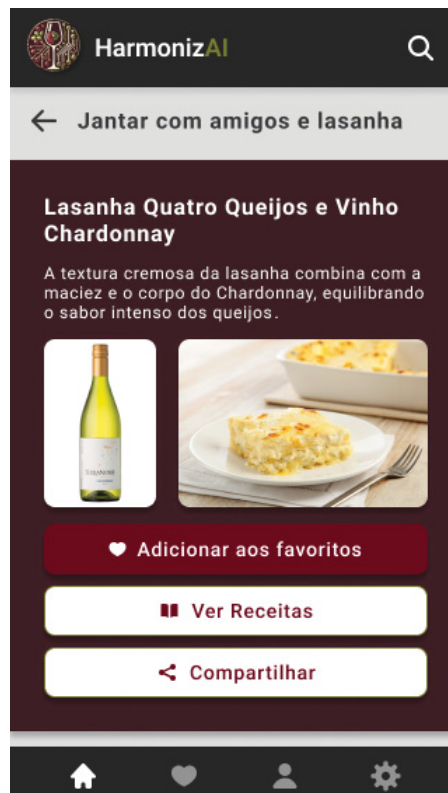 HarmonizAI
Jantar com amigos e lasanha
Lasanha Quatro Queijos e Vinho
Chardonnay
A textura cremosa da lasanha combina com a
maciez e o corpo do Chardonnay, equilibrando
o sabor intenso dos queijos.
Adicionar aos favoritos
Ver Receitas
Compartilhar